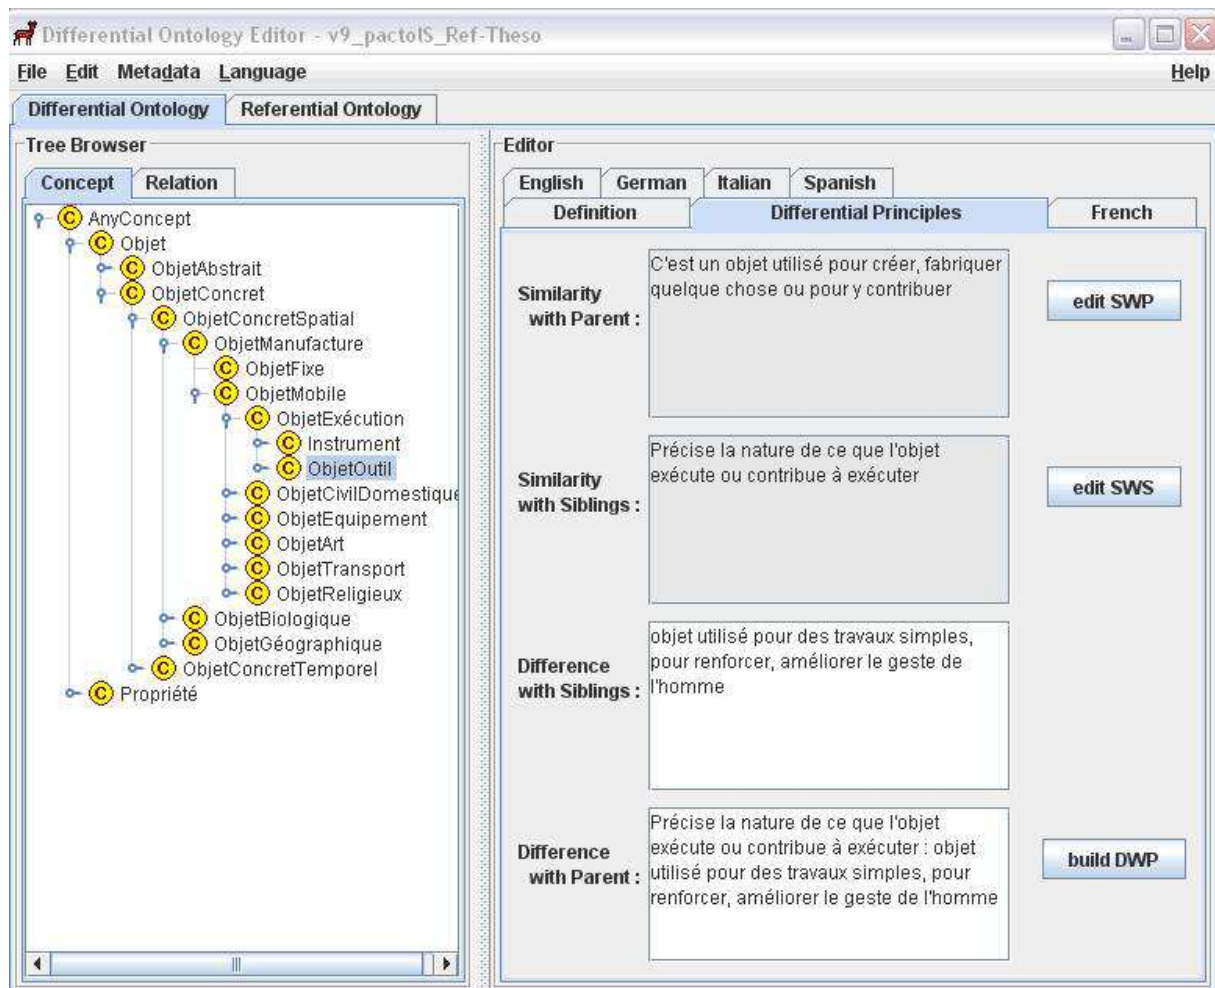 Differential Ontology Editor - v9_pactolS_Ref-Theso
File Edit Metadata Language Help
Differential Ontology Referential Ontology
Tree Browser
Concept Relation
C AnyConcept
C Objet
C ObjetAbstrait
C ObjetConcret
C ObjetConcretSpatial
C ObjetManufacture
C ObjetFixe
C ObjetMobile
C ObjetExécution
C Instrument
C ObjetOutil
C ObjetCivilDomestique
C ObjetEquipement
C ObjetArt
C ObjetTransport
C ObjetReligieux
C ObjetBiologique
C ObjetGéographique
C ObjetConcretTemporel
C Propriété
Editor
English German Italian Spanish
Definition Differential Principles French
Similarity
with Parent :
C'est un objet utilisé pour créer, fabriquer
quelque chose ou pour y contribuer
edit SWP
Similarity
with Siblings :
Précise la nature de ce que l'objet
exécute ou contribue à exécuter
edit SWS
Difference
with Siblings :
objet utilisé pour des travaux simples,
pour renforcer, améliorer le geste de
l'homme
Difference
with Parent :
Précise la nature de ce que l'objet
exécute ou contribue à exécuter : objet
utilisé pour des travaux simples, pour
renforcer, améliorer le geste de l'homme
build DWP